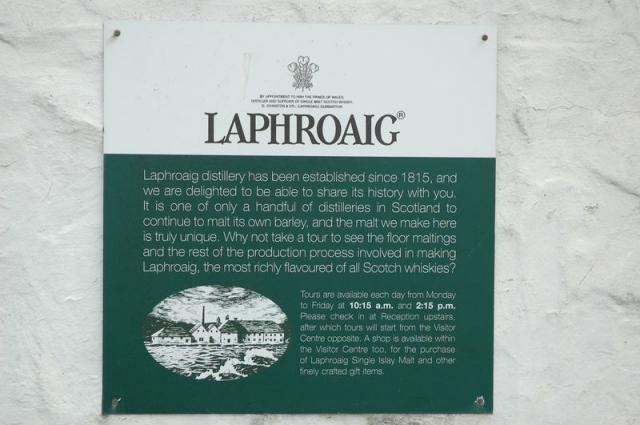 BY APPOINTMENT TO HRH THE PRINCE OF WALES,
DISTILLER AND SUPPLIER OF SINGLE MALT SCOTCH WHISKY,
D. JOHNSTON & CO., (LAPHROAIG)
LAPHROAIG®
Laphroaig distillery has been established since 1815, and
we are delighted to be able to share its history with you.
It is one of only a handful of distilleries in Scotland to
continue to malt its own barley, and the malt we make here
is truly unique. Why not take a tour to see the floor maltings
and the rest of the production process involved in making
Laphroaig, the most richly flavoured of all Scotch whiskies?
Tours are available each day from Monday
to Friday at 10:15 a.m. and 2:15 p.m.
Please check in at Reception upstairs,
after which tours will start from the Visitor
Centre opposite. A shop is available within
the Visitor Centre too, for the purchase
of Laphroaig Single Islay Malt and other
finely crafted gift items.